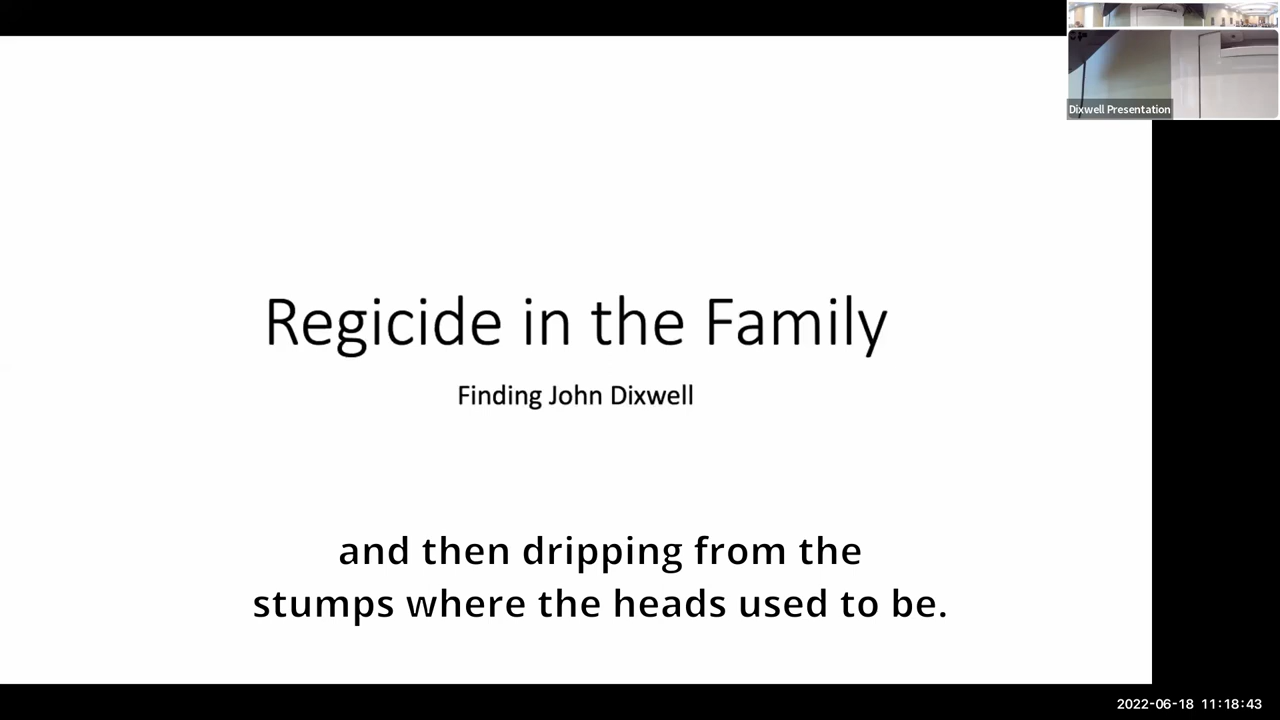 Dixwell Presentation
Regicide in the Family
Finding John Dixwell
and then dripping from the
stumps where the heads used to be.
2022-06-18 11:18:43